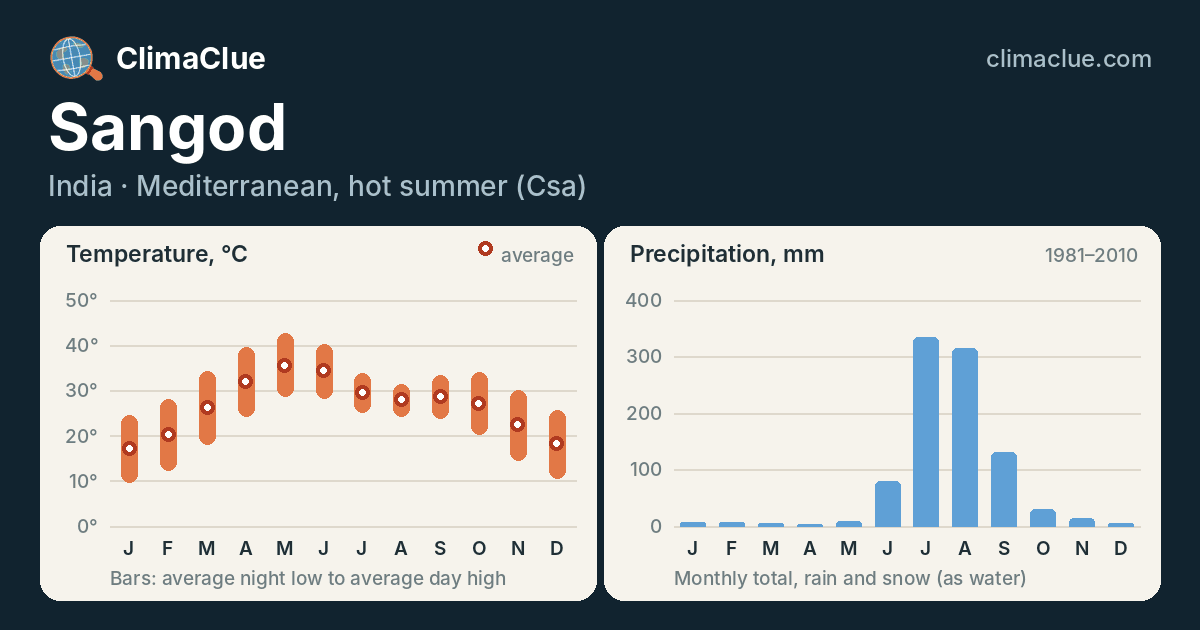 ClimaClue
climaclue.com
Sangod
India · Mediterranean, hot summer (Csa)
Temperature, °C
average
50°
40°
30°
20°
10°
0°
J F M A M J J A S O N D
Bars: average night low to average day high
Precipitation, mm
1981–2010
400
300
200
100
0
J F M A M J J A S O N D
Monthly total, rain and snow (as water)